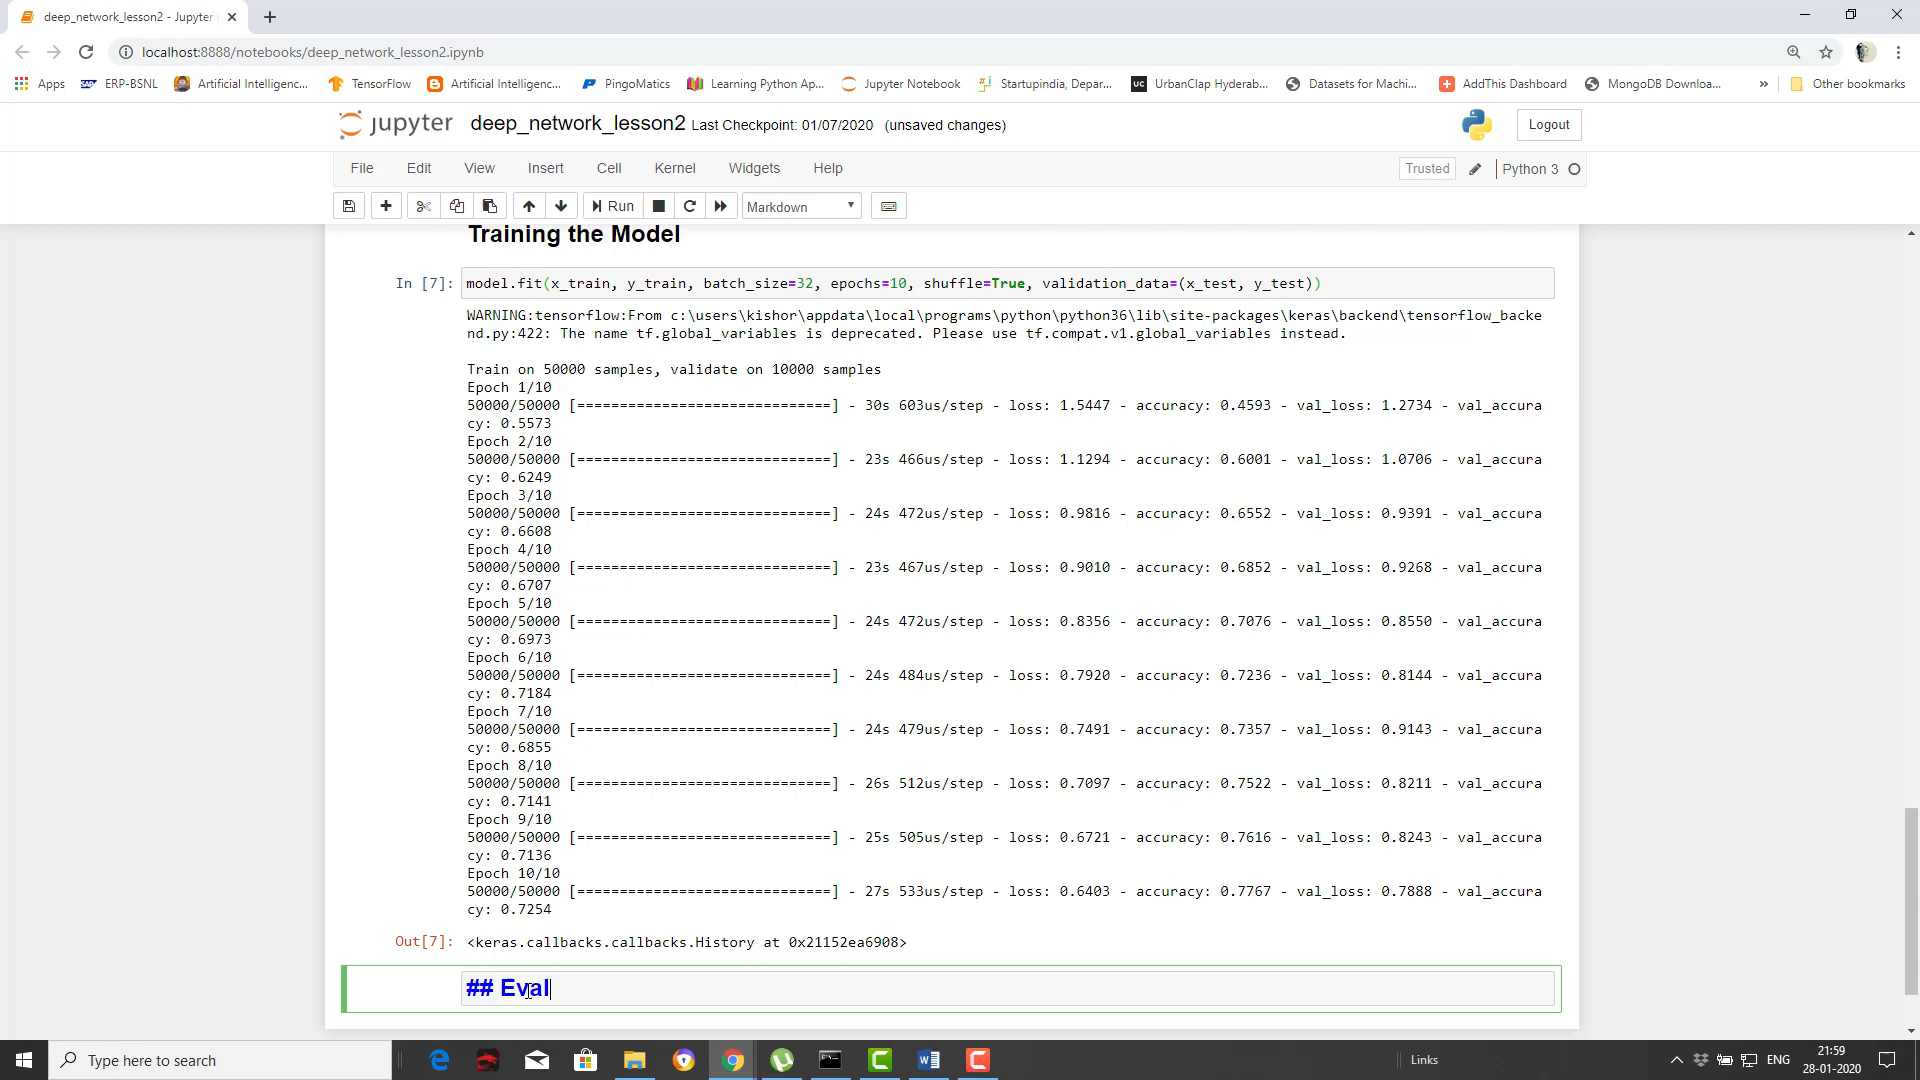 deep_network_lesson2 - Jupyter
localhost:8888/notebooks/deep_network_lesson2.ipynb
Apps ERP-BSNL Artificial Intelligenc... TensorFlow Artificial Intelligenc... PingoMatics Learning Python Ap... Jupyter Notebook Startupindia, Depar... UC UrbanClap Hyderab... Datasets for Machi... AddThis Dashboard MongoDB Downloa... » Other bookmarks
jupyter deep_network_lesson2 Last Checkpoint: 01/07/2020 (unsaved changes) Logout
File Edit View Insert Cell Kernel Widgets Help Trusted Python 3
Run Markdown
Training the Model
In [7]: model.fit(x_train, y_train, batch_size=32, epochs=10, shuffle=True, validation_data=(x_test, y_test))
WARNING:tensorflow:From c:\users\kishor\appdata\local\programs\python\python36\lib\site-packages\keras\backend\tensorflow_backe
nd.py:422: The name tf.global_variables is deprecated. Please use tf.compat.v1.global_variables instead.
Train on 50000 samples, validate on 10000 samples
Epoch 1/10
50000/50000 [==============================] - 30s 603us/step - loss: 1.5447 - accuracy: 0.4593 - val_loss: 1.2734 - val_accura
cy: 0.5573
Epoch 2/10
50000/50000 [==============================] - 23s 466us/step - loss: 1.1294 - accuracy: 0.6001 - val_loss: 1.0706 - val_accura
cy: 0.6249
Epoch 3/10
50000/50000 [==============================] - 24s 472us/step - loss: 0.9816 - accuracy: 0.6552 - val_loss: 0.9391 - val_accura
cy: 0.6608
Epoch 4/10
50000/50000 [==============================] - 23s 467us/step - loss: 0.9010 - accuracy: 0.6852 - val_loss: 0.9268 - val_accura
cy: 0.6707
Epoch 5/10
50000/50000 [==============================] - 24s 472us/step - loss: 0.8356 - accuracy: 0.7076 - val_loss: 0.8550 - val_accura
cy: 0.6973
Epoch 6/10
50000/50000 [==============================] - 24s 484us/step - loss: 0.7920 - accuracy: 0.7236 - val_loss: 0.8144 - val_accura
cy: 0.7184
Epoch 7/10
50000/50000 [==============================] - 24s 479us/step - loss: 0.7491 - accuracy: 0.7357 - val_loss: 0.9143 - val_accura
cy: 0.6855
Epoch 8/10
50000/50000 [==============================] - 26s 512us/step - loss: 0.7097 - accuracy: 0.7522 - val_loss: 0.8211 - val_accura
cy: 0.7141
Epoch 9/10
50000/50000 [==============================] - 25s 505us/step - loss: 0.6721 - accuracy: 0.7616 - val_loss: 0.8243 - val_accura
cy: 0.7136
Epoch 10/10
50000/50000 [==============================] - 27s 533us/step - loss: 0.6403 - accuracy: 0.7767 - val_loss: 0.7888 - val_accura
cy: 0.7254
Out[7]: <keras.callbacks.callbacks.History at 0x21152ea6908>
## Eval
Type here to search Links ENG 21:59
28-01-2020